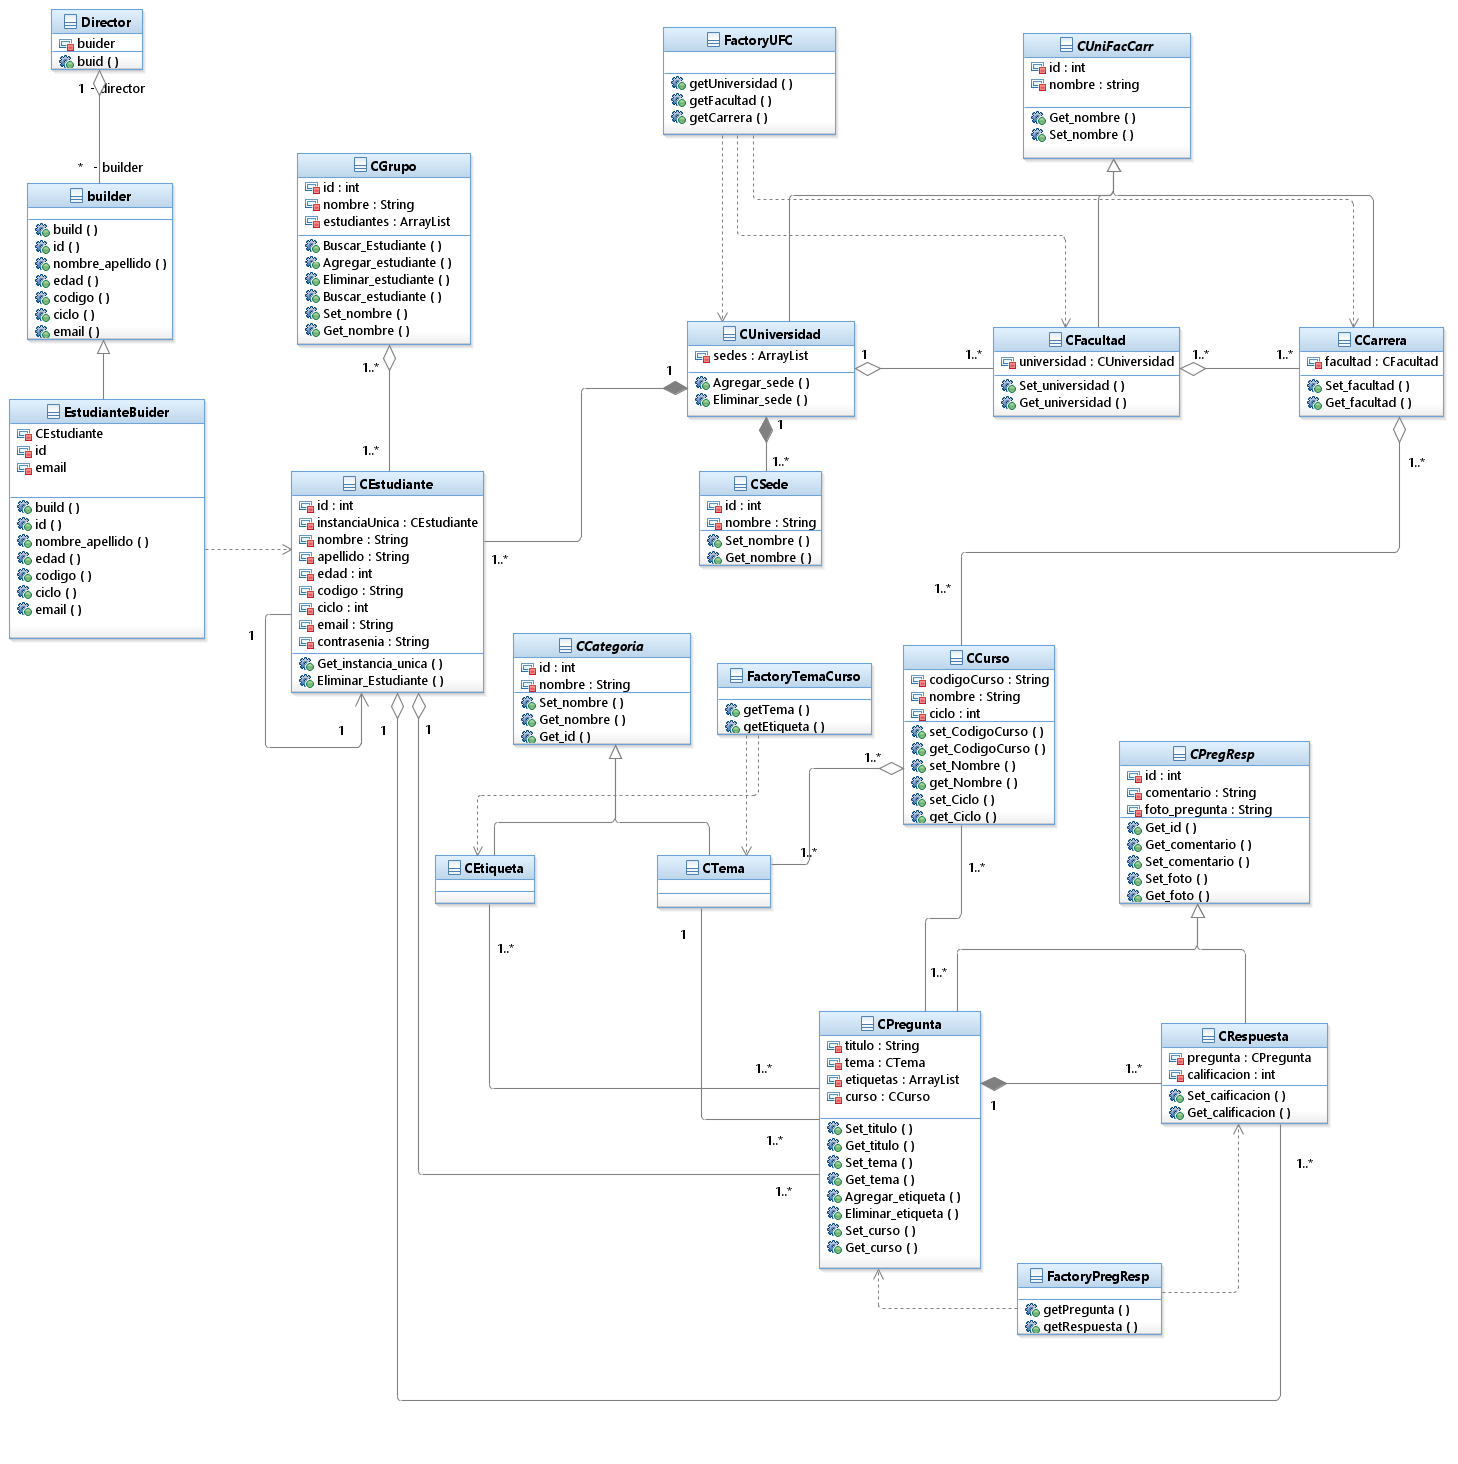 Director
buider
buid ( )
1 - director
* - builder
builder
build ( )
id ( )
nombre_apellido ( )
edad ( )
codigo ( )
ciclo ( )
email ( )
EstudianteBuider
CEstudiante
id
email
build ( )
id ( )
nombre_apellido ( )
edad ( )
codigo ( )
ciclo ( )
email ( )
CGrupo
id : int
nombre : String
estudiantes : ArrayList
Buscar_Estudiante ( )
Agregar_estudiante ( )
Eliminar_estudiante ( )
Buscar_estudiante ( )
Set_nombre ( )
Get_nombre ( )
1..*
1..*
CEstudiante
id : int
instanciaUnica : CEstudiante
nombre : String
apellido : String
edad : int
codigo : String
ciclo : int
email : String
contrasenia : String
Get_instancia_unica ( )
Eliminar_Estudiante ( )
1
1
1
1
1..*
1
FactoryUFC
getUniversidad ( )
getFacultad ( )
getCarrera ( )
CUniFacCarr
id : int
nombre : string
Get_nombre ( )
Set_nombre ( )
CUniversidad
sedes : ArrayList
Agregar_sede ( )
Eliminar_sede ( )
1
1..*
CFacultad
universidad : CUniversidad
Set_universidad ( )
Get_universidad ( )
1..*
1..*
CCarrera
facultad : CFacultad
Set_facultad ( )
Get_facultad ( )
1
1..*
CSede
id : int
nombre : String
Set_nombre ( )
Get_nombre ( )
1..*
1..*
CCategoria
id : int
nombre : String
Set_nombre ( )
Get_nombre ( )
Get_id ( )
FactoryTemaCurso
getTema ( )
getEtiqueta ( )
CCurso
codigoCurso : String
nombre : String
ciclo : int
set_CodigoCurso ( )
get_CodigoCurso ( )
set_Nombre ( )
get_Nombre ( )
set_Ciclo ( )
get_Ciclo ( )
1..*
1..*
1..*
1..*
CPregResp
id : int
comentario : String
foto_pregunta : String
Get_id ( )
Get_comentario ( )
Set_comentario ( )
Set_foto ( )
Get_foto ( )
CEtiqueta
CTema
1..*
1
1..*
1..*
1..*
CPregunta
titulo : String
tema : CTema
etiquetas : ArrayList
curso : CCurso
Set_titulo ( )
Get_titulo ( )
Set_tema ( )
Get_tema ( )
Agregar_etiqueta ( )
Eliminar_etiqueta ( )
Set_curso ( )
Get_curso ( )
1
1..*
CRespuesta
pregunta : CPregunta
calificacion : int
Set_caificacion ( )
Get_calificacion ( )
1..*
FactoryPregResp
getPregunta ( )
getRespuesta ( )